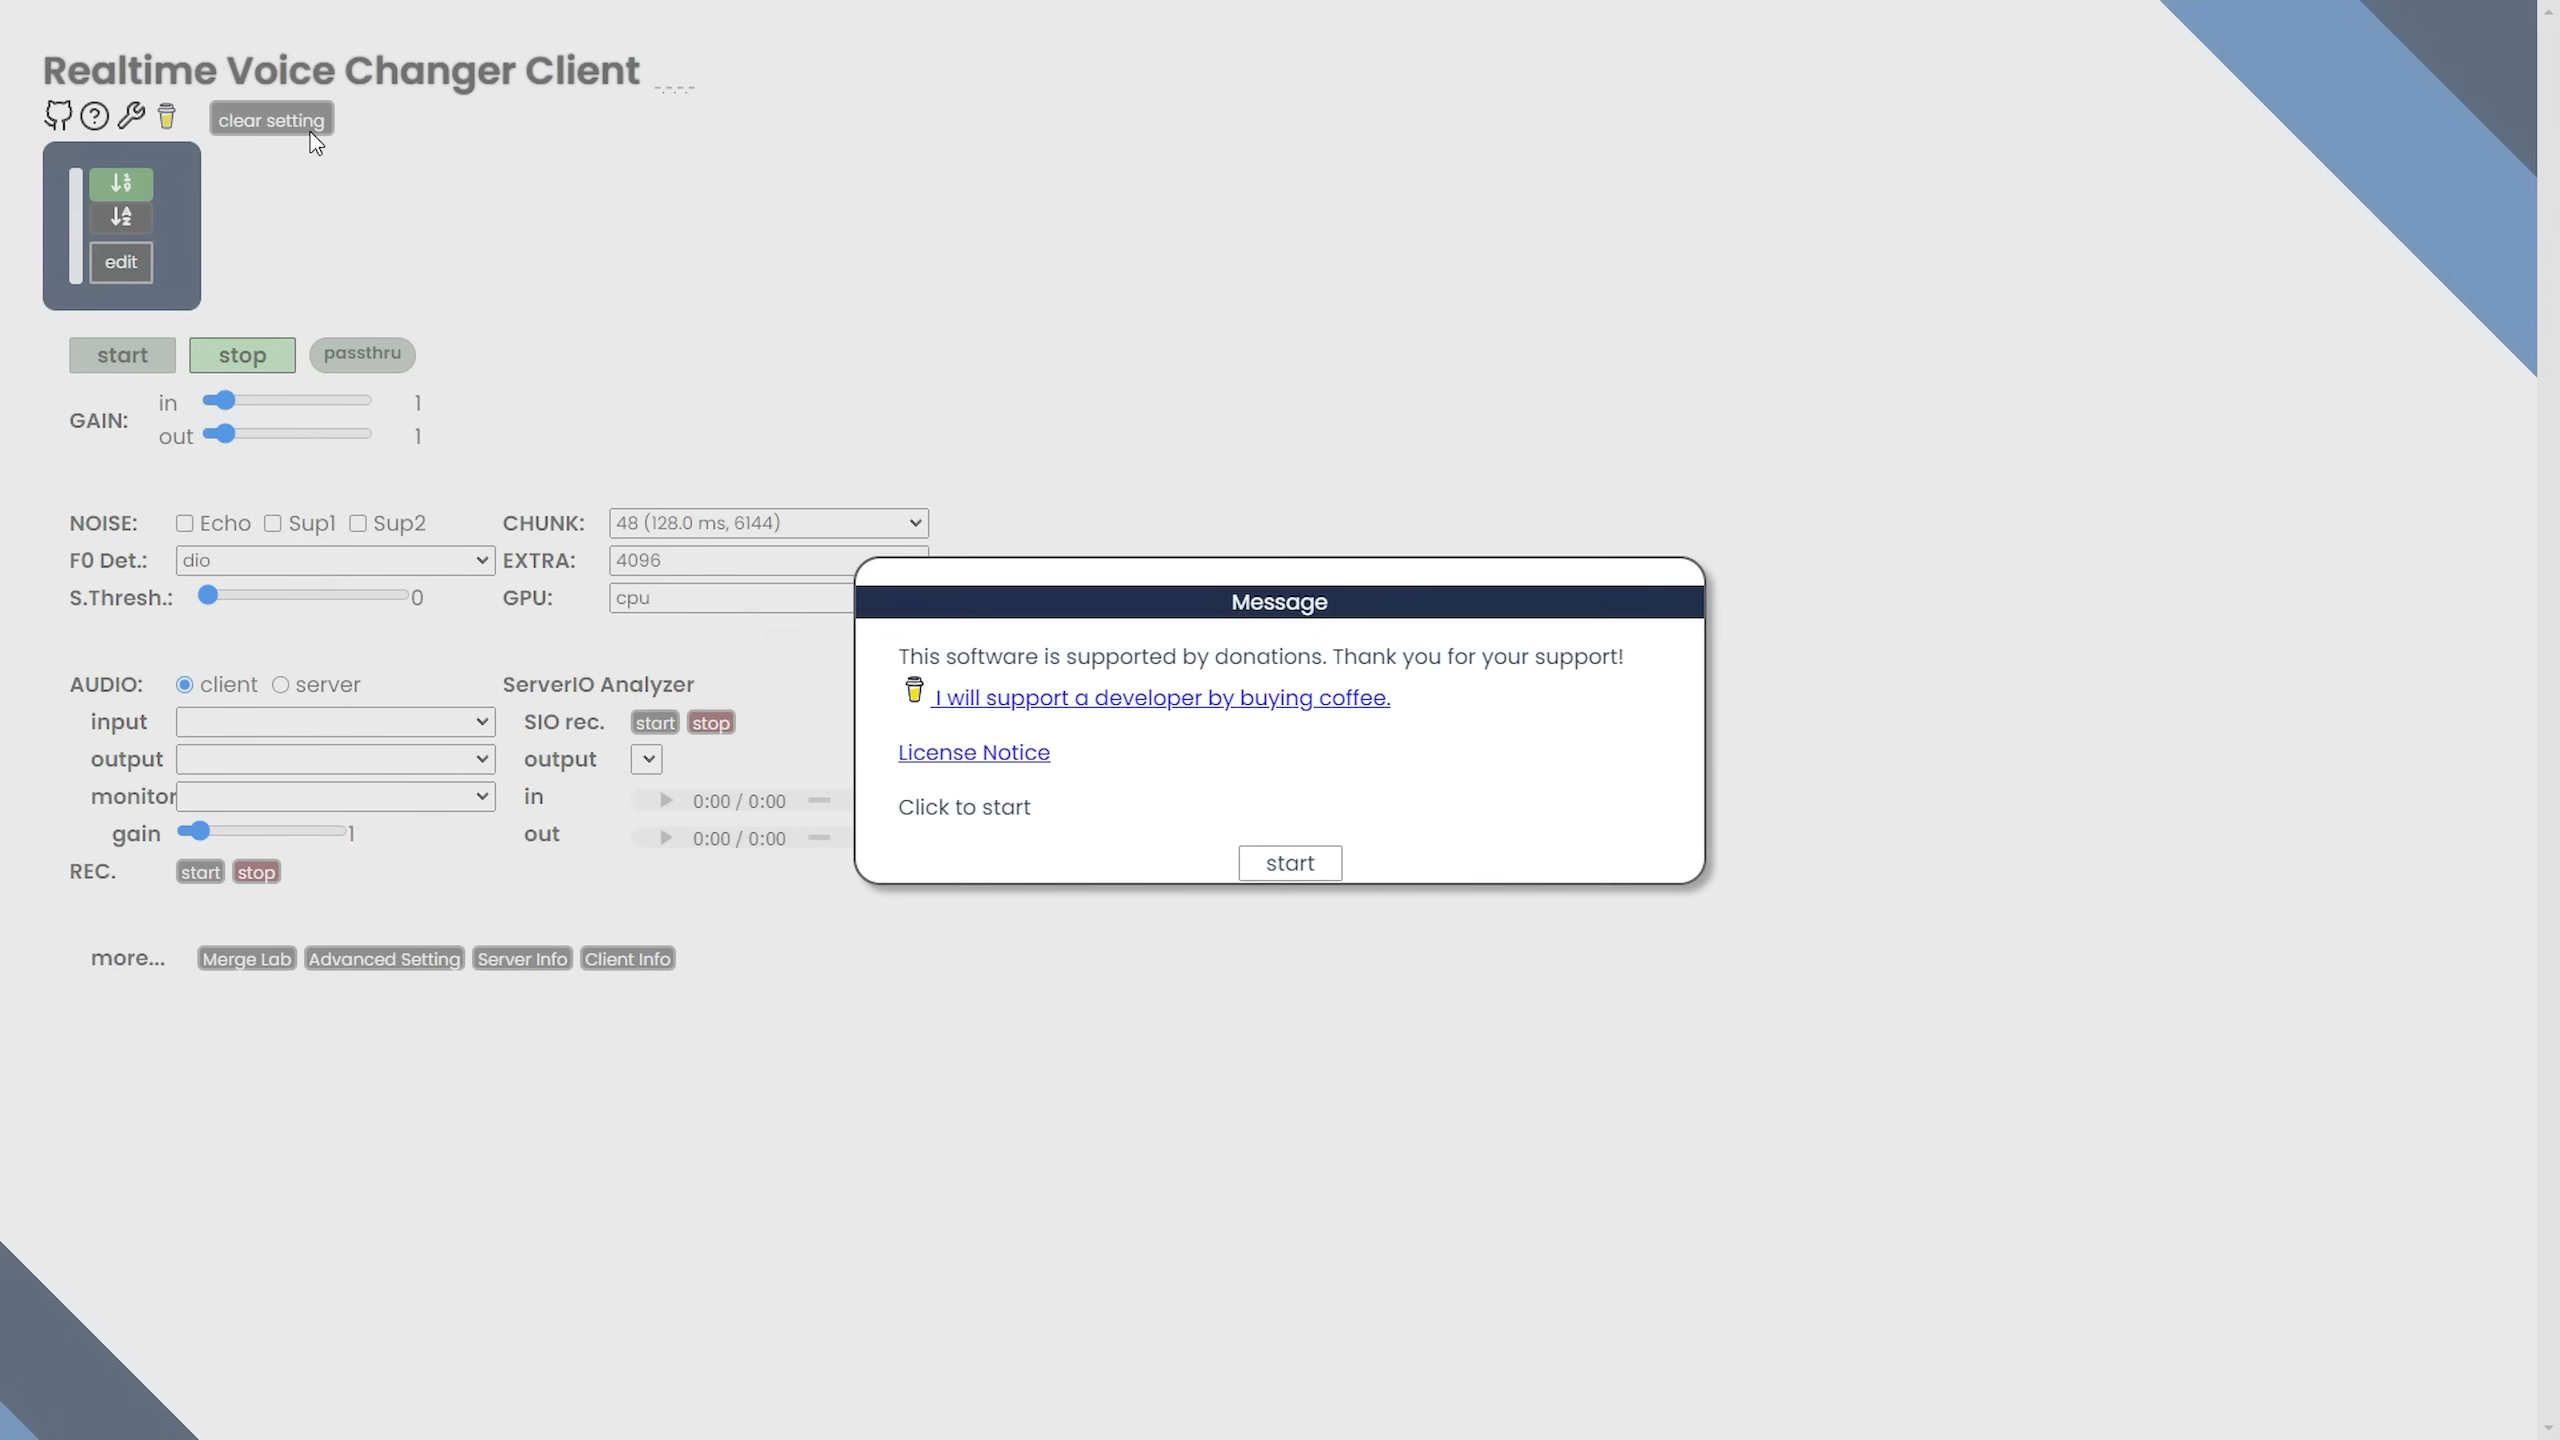 Realtime Voice Changer Client -.-.-.-
clear setting
edit
start stop passthru
GAIN: in 1
out 1
NOISE: Echo Sup1 Sup2 CHUNK: 48 (128.0 ms, 6144)
F0 Det.: dio EXTRA: 4096
S.Thresh.: 0 GPU: cpu
AUDIO: client server ServerIO Analyzer
input SIO rec. start stop
output output
monitor in 0:00 / 0:00
gain 1 out 0:00 / 0:00
REC. start stop
more... Merge Lab Advanced Setting Server Info Client Info
Message
This software is supported by donations. Thank you for your support!
I will support a developer by buying coffee.
License Notice
Click to start
start